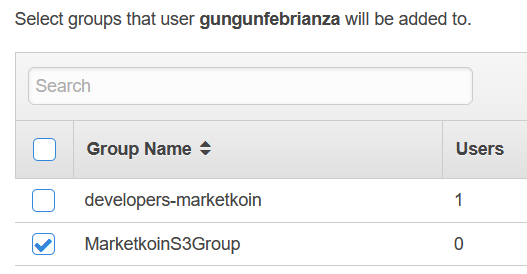 Select groups that user gungunfebrianza will be added to.
Search
Group Name Users
developers-marketkoin 1
MarketkoinS3Group 0